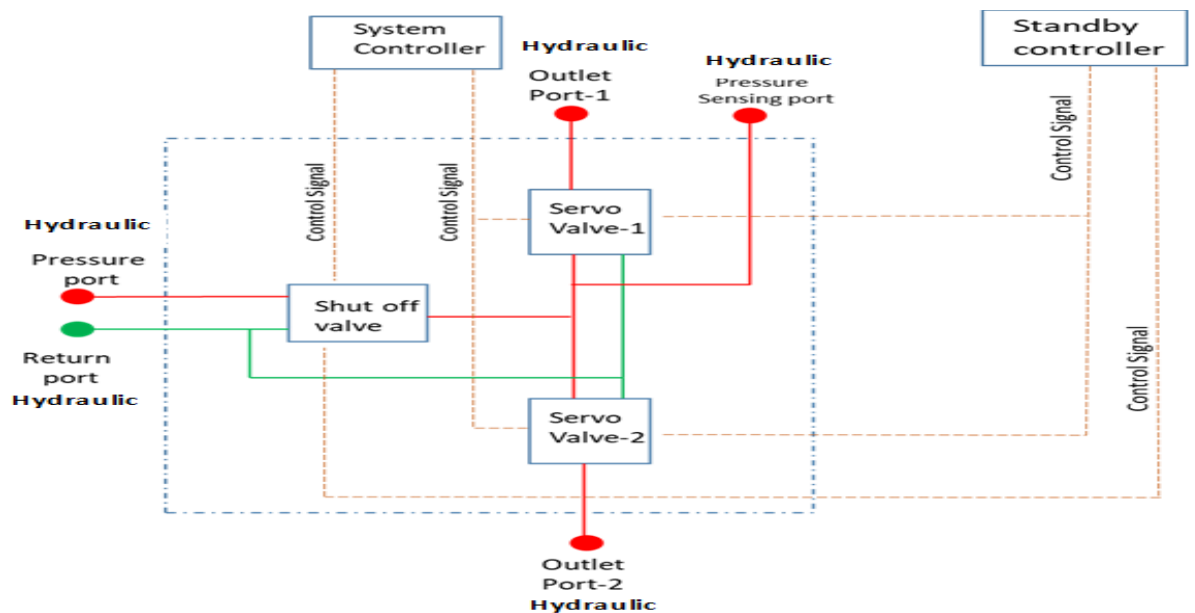 System
Controller
Standby
controller
Hydraulic
Outlet
Port-1
Hydraulic
Pressure
Sensing port
Control Signal
Control Signal
Control Signal
Servo
Valve-1
Hydraulic
Pressure
port
Shut off
valve
Return
port
Hydraulic
Control Signal
Servo
Valve-2
Outlet
Port-2
Hydraulic